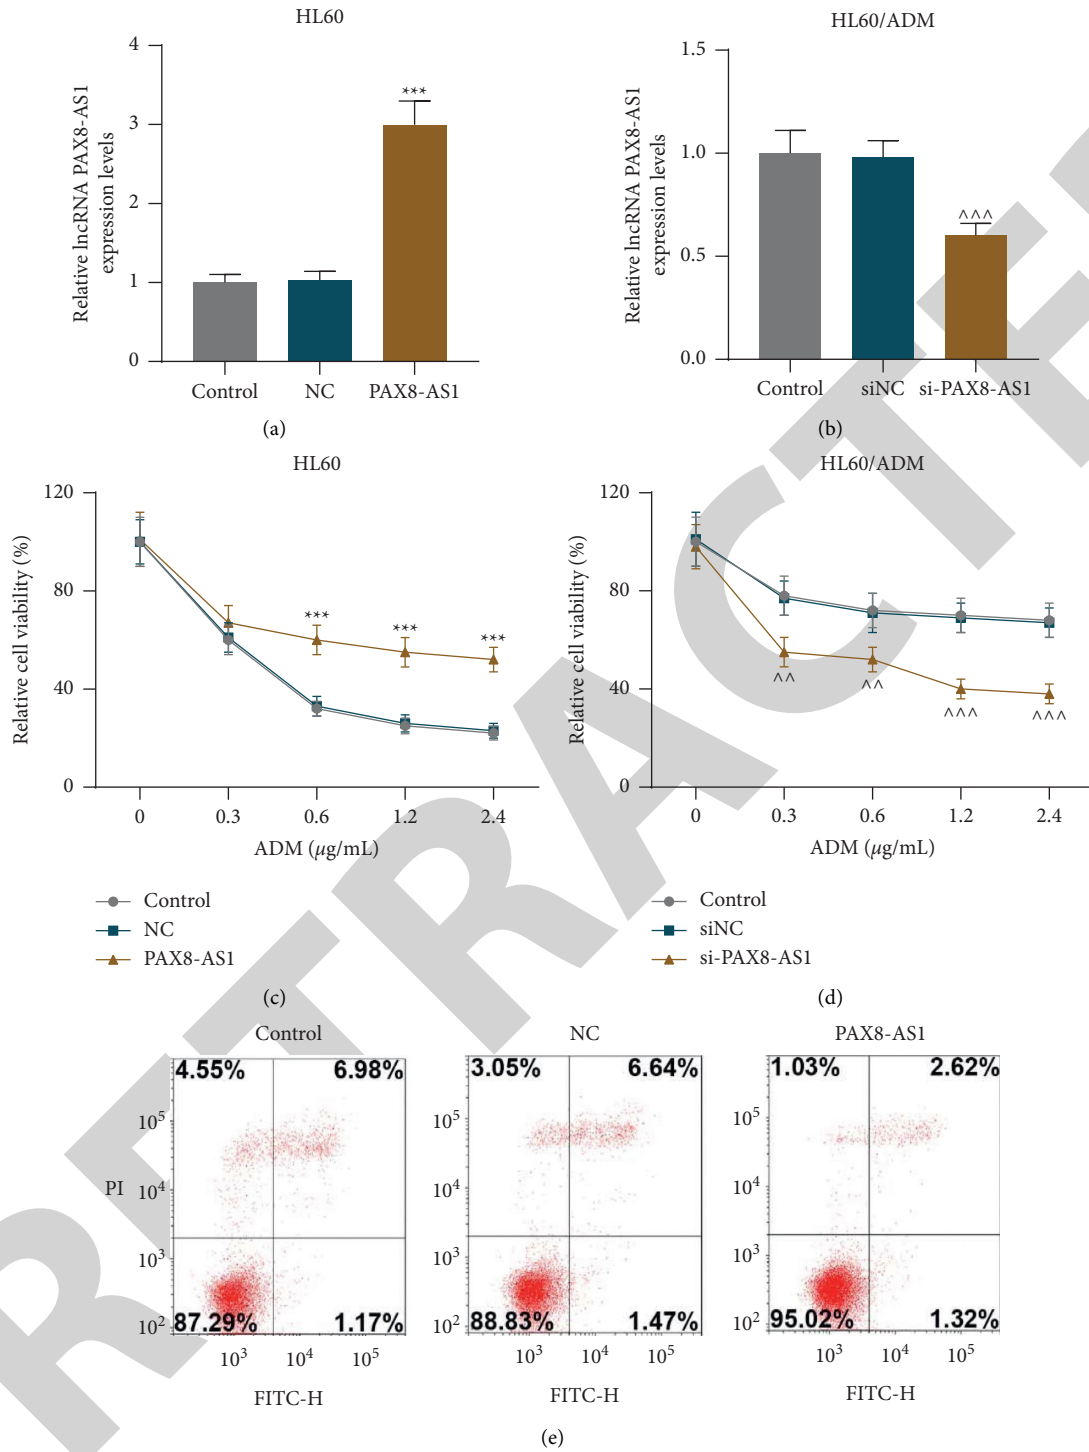 HL60
Relative lncRNA PAX8-AS1
expression levels
4
3
2
1
0
***
Control
NC
PAX8-AS1
(a)
HL60/ADM
Relative lncRNA PAX8-AS1
expression levels
1.5
1.0
0.5
0.0
^^^
Control
siNC
si-PAX8-AS1
(b)
HL60
Relative cell viability (%)
120
80
40
0
*** *** ***
0 0.3 0.6 1.2 2.4
ADM (μg/mL)
Control
NC
PAX8-AS1
(c)
HL60/ADM
Relative cell viability (%)
120
80
40
0
^^ ^^ ^^^ ^^^
0 0.3 0.6 1.2 2.4
ADM (μg/mL)
Control
siNC
si-PAX8-AS1
(d)
Control
4.55% 6.98%
87.29% 1.17%
PI
10⁵
10⁴
10³
10²
10³ 10⁴ 10⁵
FITC-H
NC
3.05% 6.64%
88.83% 1.47%
10⁵
10⁴
10³
10²
10³ 10⁴ 10⁵
FITC-H
PAX8-AS1
1.03% 2.62%
95.02% 1.32%
10⁵
10⁴
10³
10²
10³ 10⁴ 10⁵
FITC-H
(e)
RETRACTED